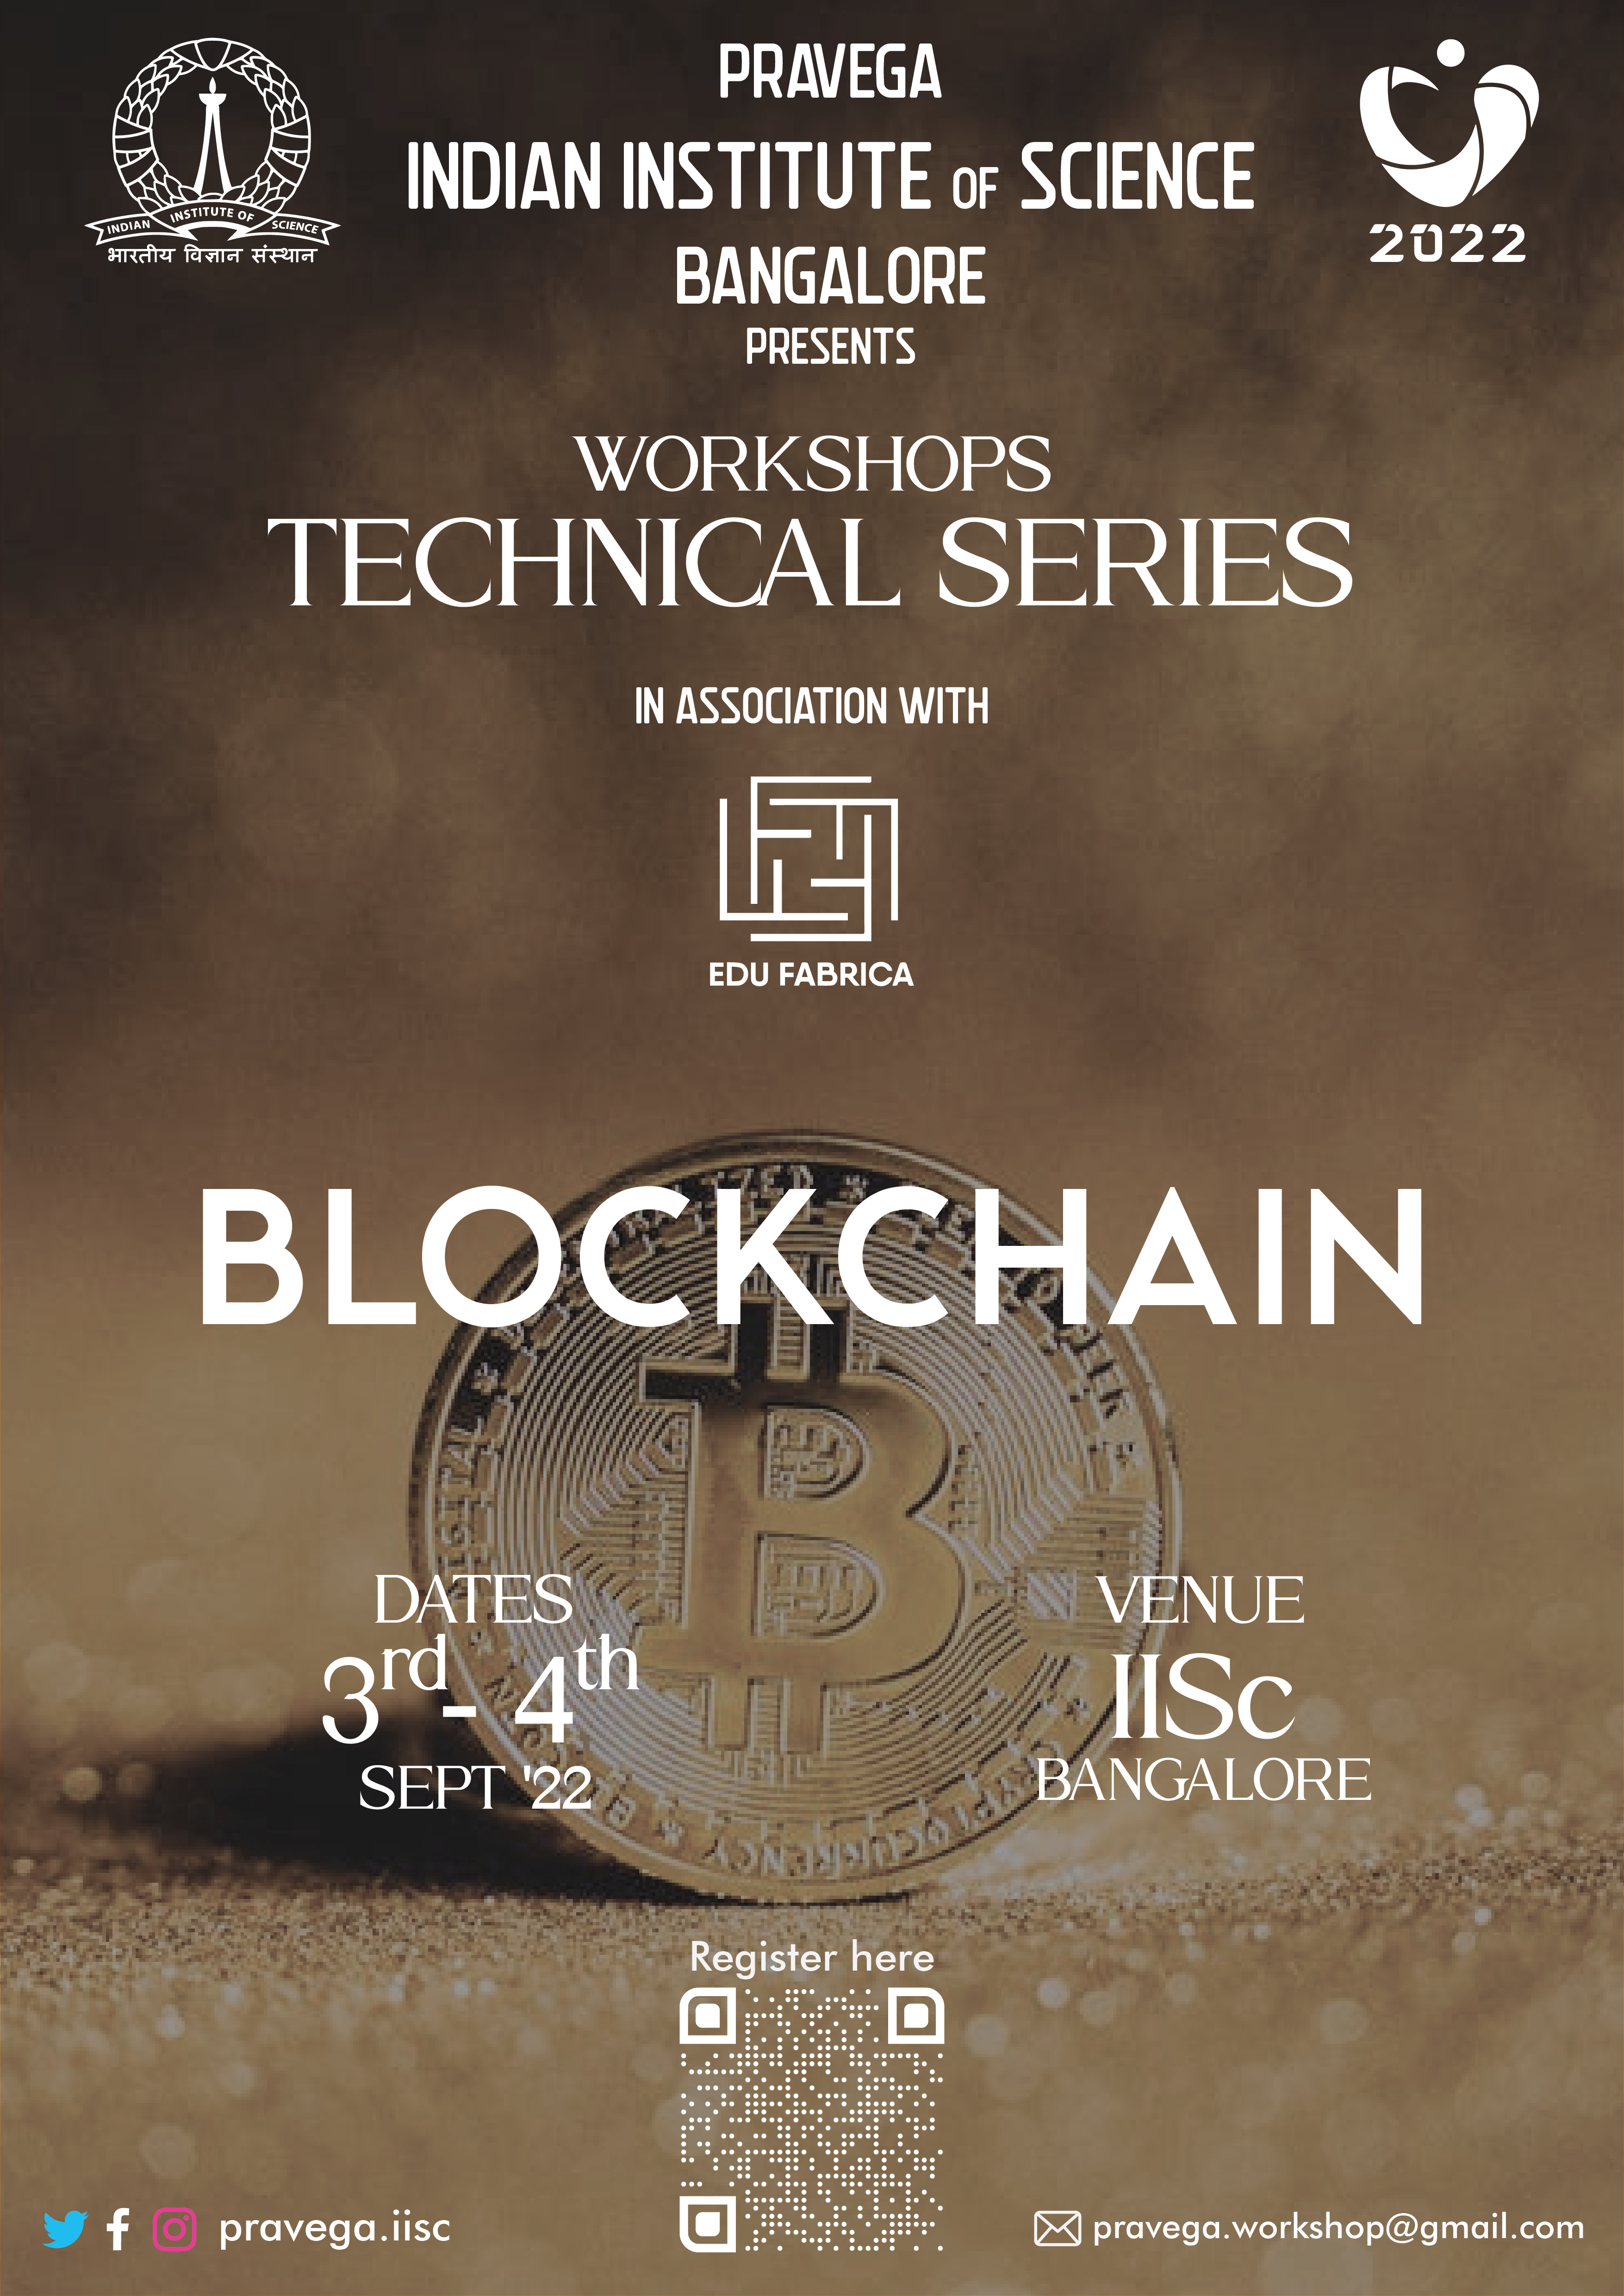 PRAVEGA
INDIAN INSTITUTE OF SCIENCE
BANGALORE
PRESENTS
INDIAN INSTITUTE OF SCIENCE
भारतीय विज्ञान संस्थान
2022
WORKSHOPS
TECHNICAL SERIES
IN ASSOCIATION WITH
EDU FABRICA
BLOCKCHAIN
DIGITAL
DATES
3rd- 4th
SEPT '22
VENUE
IISc
BANGALORE
Register here
pravega.iisc
pravega.workshop@gmail.com